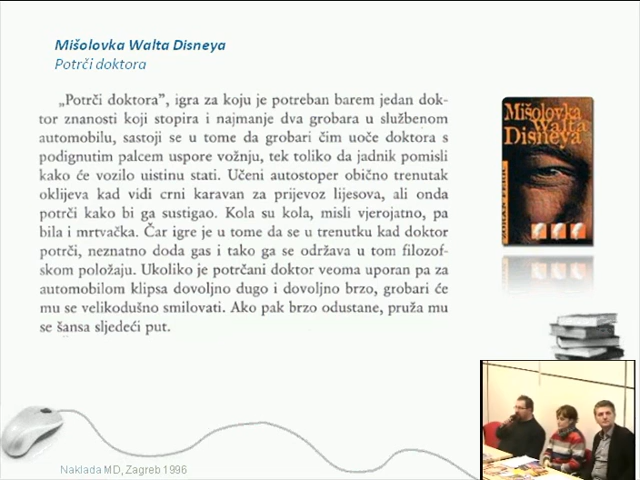 Mišolovka Walta Disneya
Potrči doktora
„Potrči doktora”, igra za koju je potreban barem jedan dok-
tor znanosti koji stopira i najmanje dva grobara u službenom
automobilu, sastoji se u tome da grobari čim uoče doktora s
podignutim palcem uspore vožnju, tek toliko da jadnik pomisli
kako će vozilo uistinu stati. Učeni autostoper obično trenutak
oklijeva kad vidi crni karavan za prijevoz lijesova, ali onda
potrči kako bi ga sustigao. Kola su kola, misli vjerojatno, pa
bila i mrtvačka. Čar igre je u tome da se u trenutku kad doktor
potrči, neznatno doda gas i tako ga se održava u tom filozof-
skom položaju. Ukoliko je potrčani doktor veoma uporan pa za
automobilom klipsa dovoljno dugo i dovoljno brzo, grobari će
mu se velikodušno smilovati. Ako pak brzo odustane, pruža mu
se šansa sljedeći put.
Mišolovka
Walta
Disneya
ZORAN FERIĆ
Naklada MD, Zagreb 1996